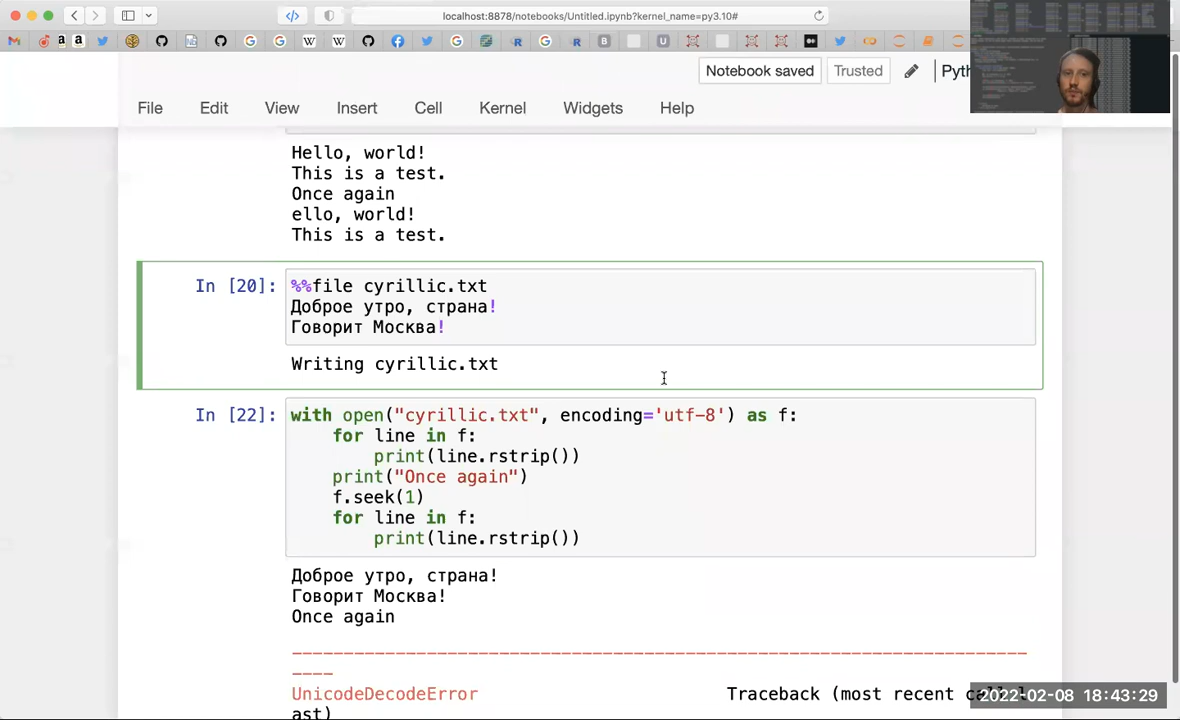 localhost:8878/notebooks/Untitled.ipynb?kernel_name=py3.10#
Notebook saved
Trusted
File
Edit
View
Insert
Cell
Kernel
Widgets
Help
Hello, world!
This is a test.
Once again
ello, world!
This is a test.
In [20]:
%%file cyrillic.txt
Доброе утро, страна!
Говорит Москва!
Writing cyrillic.txt
In [22]:
with open("cyrillic.txt", encoding='utf-8') as f:
    for line in f:
        print(line.rstrip())
    print("Once again")
    f.seek(1)
    for line in f:
        print(line.rstrip())
Доброе утро, страна!
Говорит Москва!
Once again
---------------------------------------------------------------------------
UnicodeDecodeError Traceback (most recent
ast)
2022-02-08 18:43:29